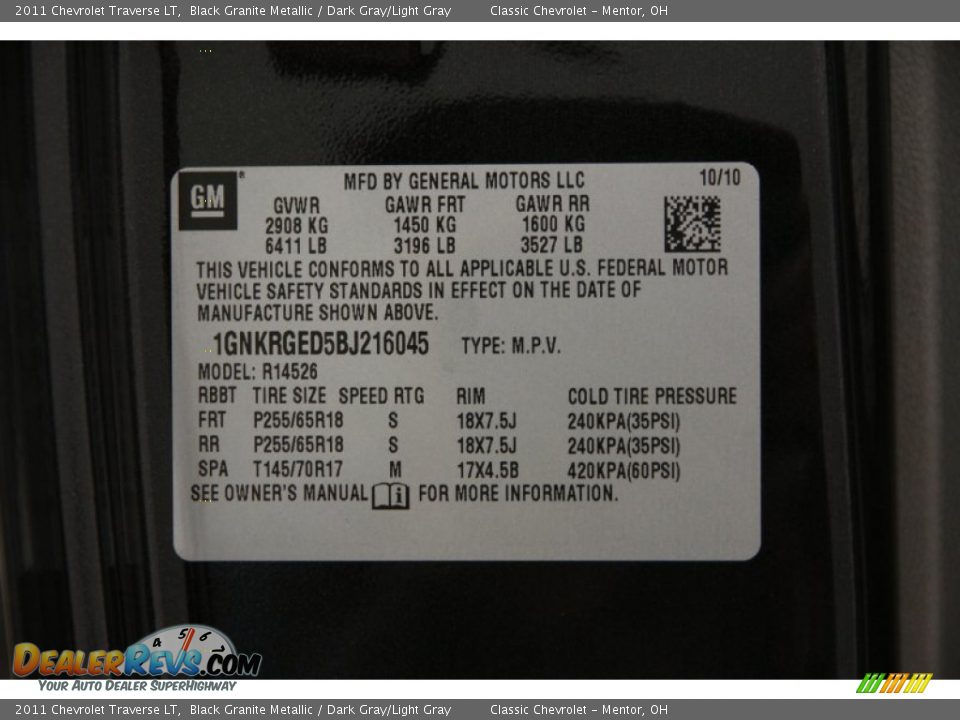 2011 Chevrolet Traverse LT, Black Granite Metallic / Dark Gray/Light Gray Classic Chevrolet - Mentor, OH
GM® MFD BY GENERAL MOTORS LLC 10/10
GVWR GAWR FRT GAWR RR
2908 KG 1450 KG 1600 KG
6411 LB 3196 LB 3527 LB
THIS VEHICLE CONFORMS TO ALL APPLICABLE U.S. FEDERAL MOTOR
VEHICLE SAFETY STANDARDS IN EFFECT ON THE DATE OF
MANUFACTURE SHOWN ABOVE.
1GNKRGED5BJ216045 TYPE: M.P.V.
MODEL: R14526
RBBT TIRE SIZE SPEED RTG RIM COLD TIRE PRESSURE
FRT P255/65R18 S 18X7.5J 240KPA(35PSI)
RR P255/65R18 S 18X7.5J 240KPA(35PSI)
SPA T145/70R17 M 17X4.5B 420KPA(60PSI)
SEE OWNER'S MANUAL i FOR MORE INFORMATION.
4 5 6 7
DEALERREVS.COM
YOUR AUTO DEALER SUPERHIGHWAY
2011 Chevrolet Traverse LT, Black Granite Metallic / Dark Gray/Light Gray Classic Chevrolet - Mentor, OH